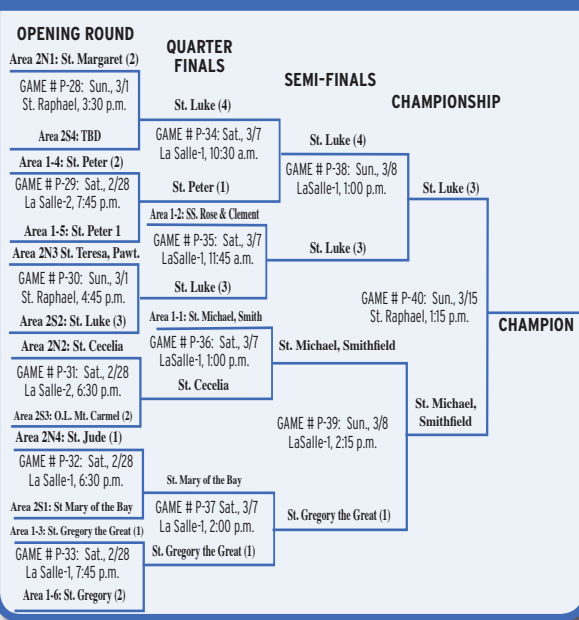 OPENING ROUND
Area 2N1: St. Margaret (2)
GAME # P-28: Sun., 3/1
St. Raphael, 3:30 p.m.
Area 2S4: TBD
Area 1-4: St. Peter (2)
GAME # P-29: Sat., 2/28
La Salle-2, 7:45 p.m.
Area 1-5: St. Peter 1
Area 2N3 St. Teresa, Pawt.
GAME # P-30: Sun., 3/1
St. Raphael, 4:45 p.m.
Area 2S2: St. Luke (3)
Area 2N2: St. Cecelia
GAME # P-31: Sat., 2/28
La Salle-2, 6:30 p.m.
Area 2S3: O.L. Mt. Carmel (2)
Area 2N4: St. Jude (1)
GAME # P-32: Sat., 2/28
La Salle-1, 6:30 p.m.
Area 2S1: St Mary of the Bay
Area 1-3: St. Gregory the Great (1)
GAME # P-33: Sat., 2/28
La Salle-1, 7:45 p.m.
Area 1-6: St. Gregory (2)
QUARTER
FINALS
St. Luke (4)
GAME # P-34: Sat., 3/7
La Salle-1, 10:30 a.m.
St. Peter (1)
Area 1-2: SS. Rose & Clement
GAME # P-35: Sat., 3/7
LaSalle-1, 11:45 a.m.
St. Luke (3)
Area 1-1: St. Michael, Smith
GAME # P-36: Sat., 3/7
LaSalle-1, 1:00 p.m.
St. Cecelia
St. Mary of the Bay
GAME # P-37 Sat., 3/7
La Salle-1, 2:00 p.m.
St. Gregory the Great (1)
SEMI-FINALS
St. Luke (4)
GAME # P-38: Sun., 3/8
LaSalle-1, 1:00 p.m.
St. Luke (3)
St. Michael, Smithfield
GAME # P-39: Sun., 3/8
LaSalle-1, 2:15 p.m.
St. Gregory the Great (1)
CHAMPIONSHIP
St. Luke (3)
GAME # P-40: Sun., 3/15
St. Raphael, 1:15 p.m.
St. Michael,
Smithfield
CHAMPION